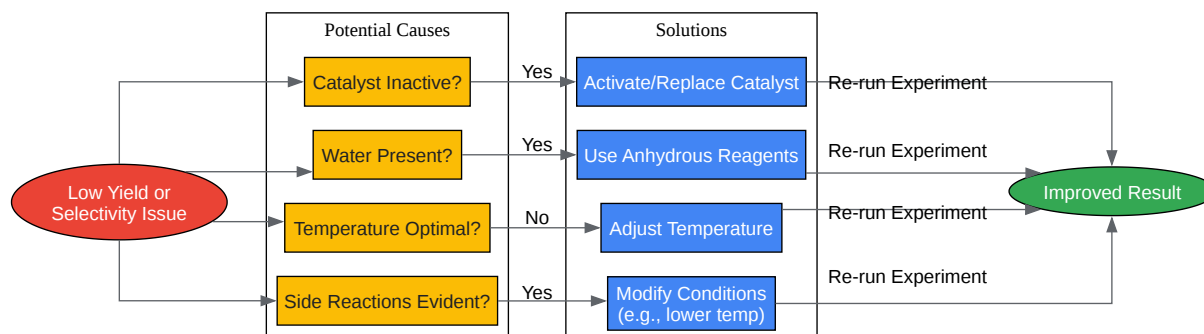 Potential Causes
Solutions
Catalyst Inactive?
Yes
Activate/Replace Catalyst
Re-run Experiment
Water Present?
Yes
Use Anhydrous Reagents
Re-run Experiment
Low Yield or
Selectivity Issue
Improved Result
Temperature Optimal?
No
Adjust Temperature
Re-run Experiment
Side Reactions Evident?
Yes
Modify Conditions
(e.g., lower temp)
Re-run Experiment